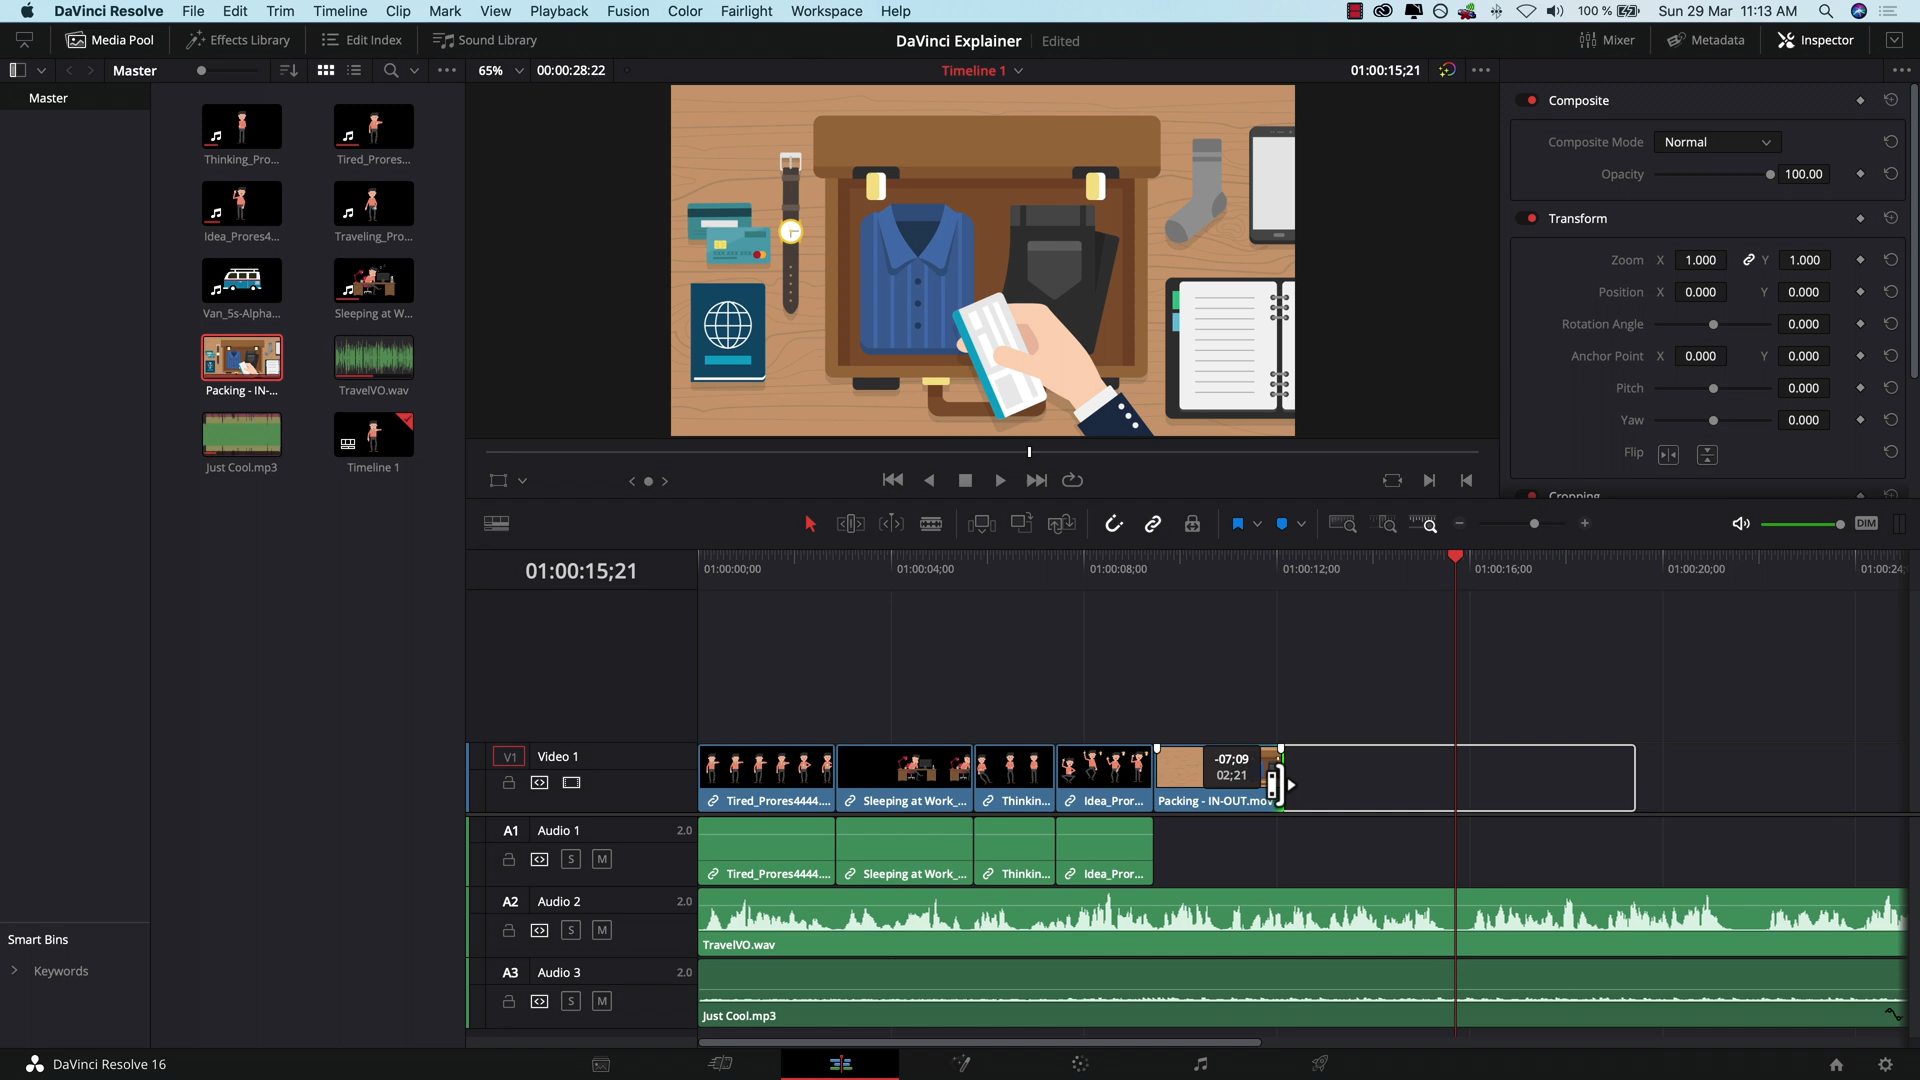 DaVinci Resolve File Edit Trim Timeline Clip Mark View Playback Fusion Color Fairlight Workspace Help 100 % Sun 29 Mar 11:13 AM
Media Pool Effects Library Edit Index Sound Library DaVinci Explainer Edited Mixer Metadata Inspector
Master 65% 00:00:28:22 Timeline 1 01:00:15;21
Master
Thinking_Pro... Tired_Prores...
Idea_Prores4... Traveling_Pro...
Van_5s-Alpha... Sleeping at W...
Packing - IN-... TravelVO.wav
Just Cool.mp3 Timeline 1
Smart Bins
Keywords
Composite
Composite Mode Normal
Opacity 100.00
Transform
Zoom X 1.000 Y 1.000
Position X 0.000 Y 0.000
Rotation Angle 0.000
Anchor Point X 0.000 Y 0.000
Pitch 0.000
Yaw 0.000
Flip
Cropping
DIM
01:00:15;21
01:00:00;00 01:00:04;00 01:00:08;00 01:00:12;00 01:00:16;00 01:00:20;00 01:00:24;
V1 Video 1
-07;09
02;21
Tired_Prores4444.... Sleeping at Work_... Thinkin... Idea_Pror... Packing - IN-OUT.mov
A1 Audio 1 2.0
S M
Tired_Prores4444.... Sleeping at Work_... Thinkin... Idea_Pror...
A2 Audio 2 2.0
S M
TravelVO.wav
A3 Audio 3 2.0
S M
Just Cool.mp3
DaVinci Resolve 16